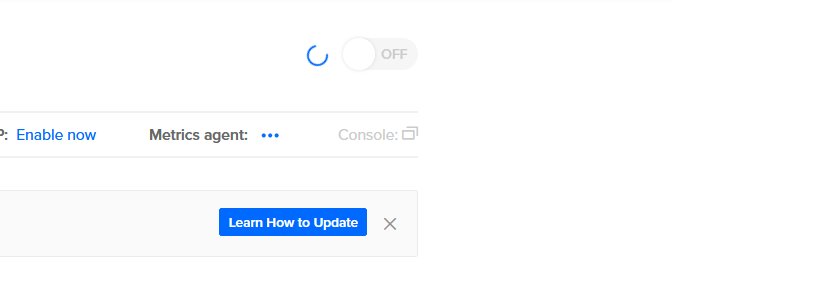 OFF
P: Enable now Metrics agent: ••• Console:
Learn How to Update